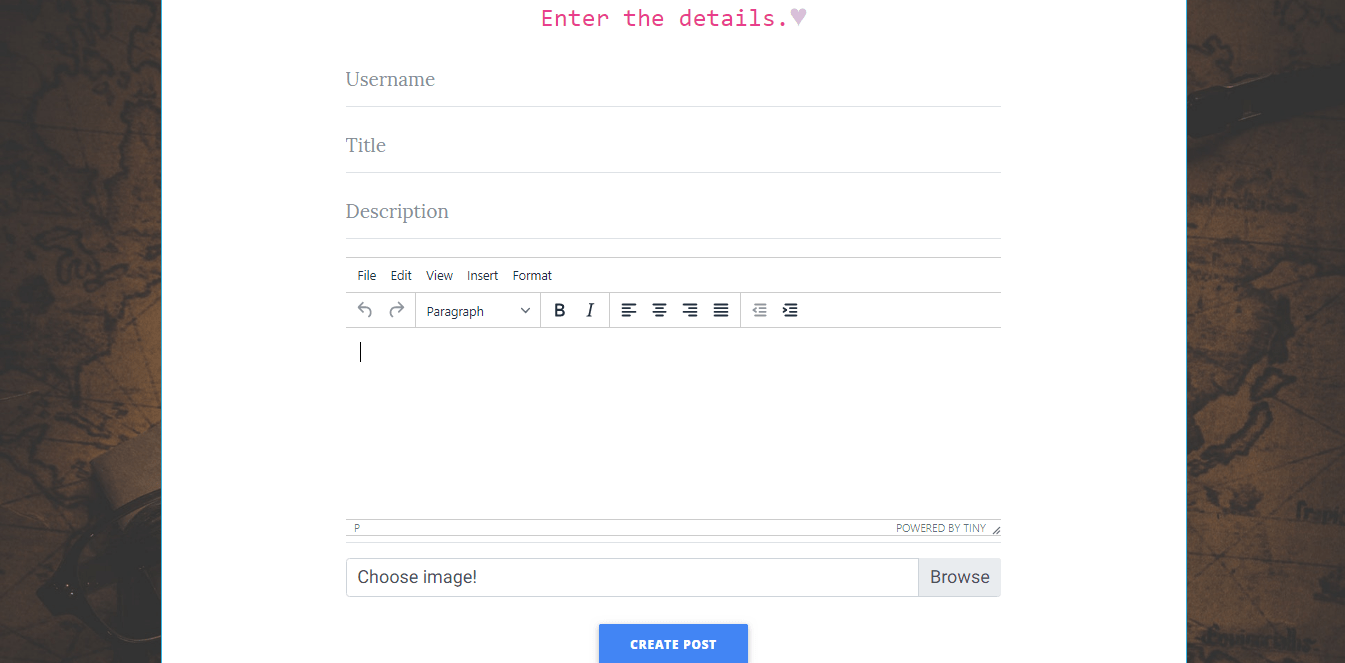 Enter the details.♥
Username
Title
Description
File Edit View Insert Format
Paragraph B I
P POWERED BY TINY
Choose image! Browse
CREATE POST